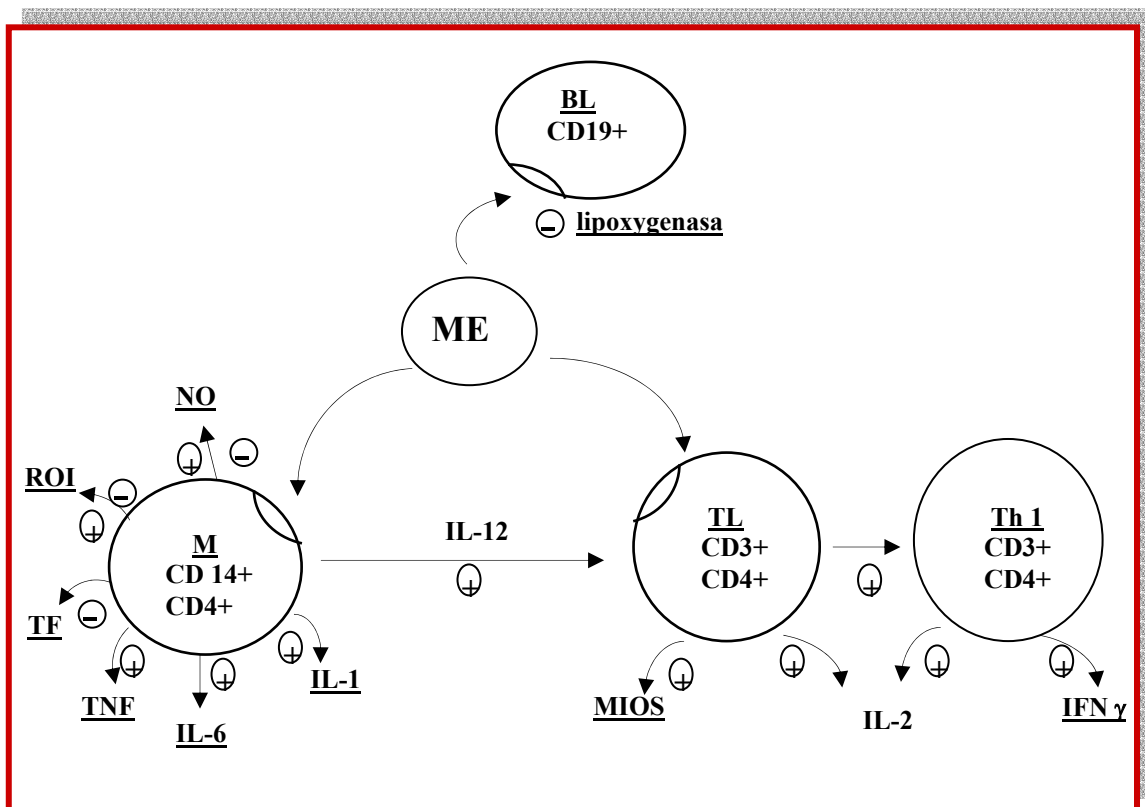 BL
CD19+
− lipoxygenasa
ME
NO
+ −
ROI
−
+
M
CD 14+
CD4+
TF
−
TNF
+
IL-6
+
IL-1
+
IL-12
+
TL
CD3+
CD4+
+
Th 1
CD3+
CD4+
MIOS
+
+
IL-2
+
+
IFN γ